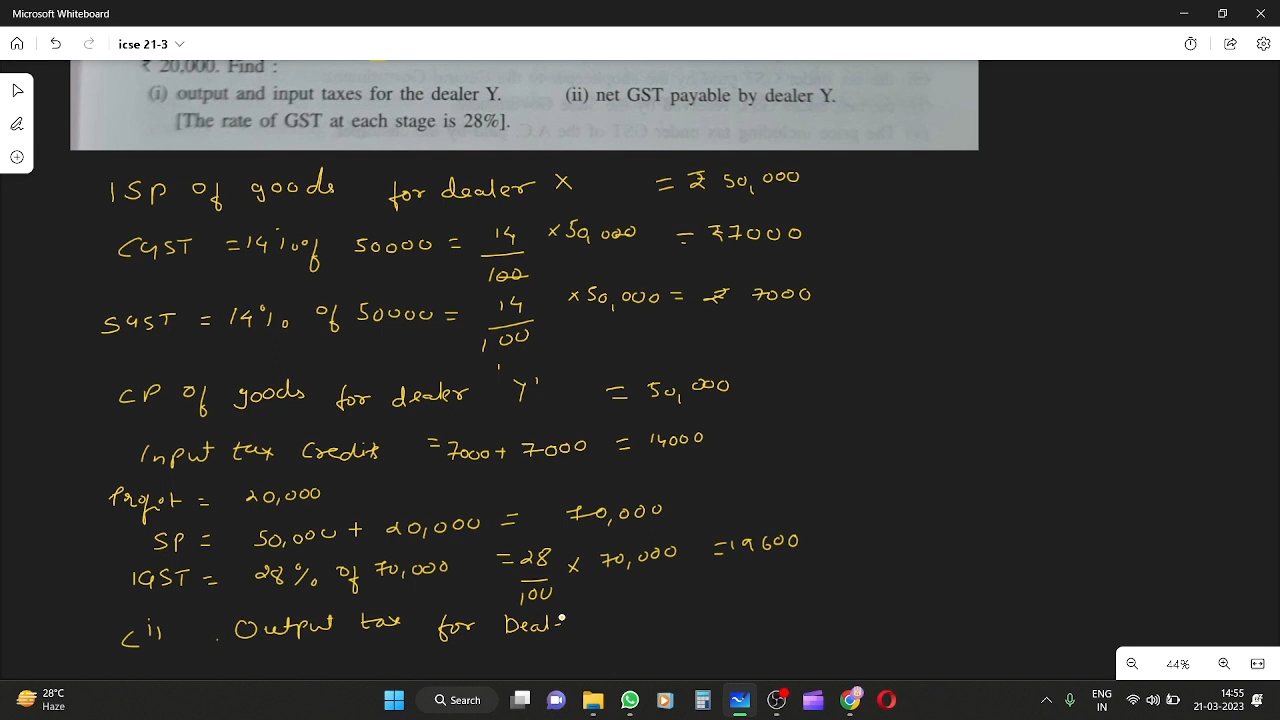 Microsoft Whiteboard
icse 21-3
₹ 20,000. Find :
(i) output and input taxes for the dealer Y. (ii) net GST payable by dealer Y.
[The rate of GST at each stage is 28%].
SP of goods for dealer X = ₹ 50,000
CGST = 14% of 50000 = 14/100 × 50,000 = ₹7000
SGST = 14% of 50000 = 14/100 × 50,000 = ₹ 7000
CP of goods for dealer 'Y' = 50,000
Input tax Credit = 7000 + 7000 = 14000
Profit = 20,000
SP = 50,000 + 20,000 = 70,000
IGST = 28% of 70,000 = 28/100 × 70,000 = 19600
(i) Output tax for Deal
44%
28°C
Haze
Search
ENG
IN
14:55
21-03-2023